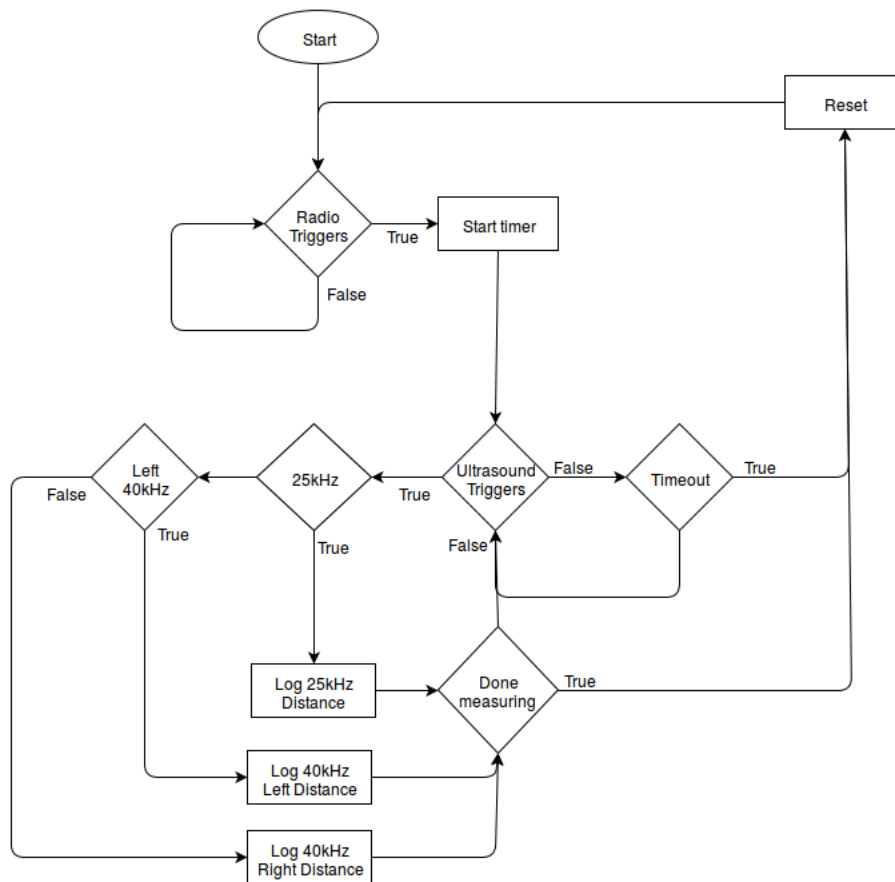 Start
Reset
Radio
Triggers
True
Start timer
False
Left
40kHz
False
True
25kHz
True
Ultrasound
Triggers
True
False
Timeout
True
False
Log 25kHz
Distance
Done
measuring
True
Log 40kHz
Left Distance
Log 40kHz
Right Distance